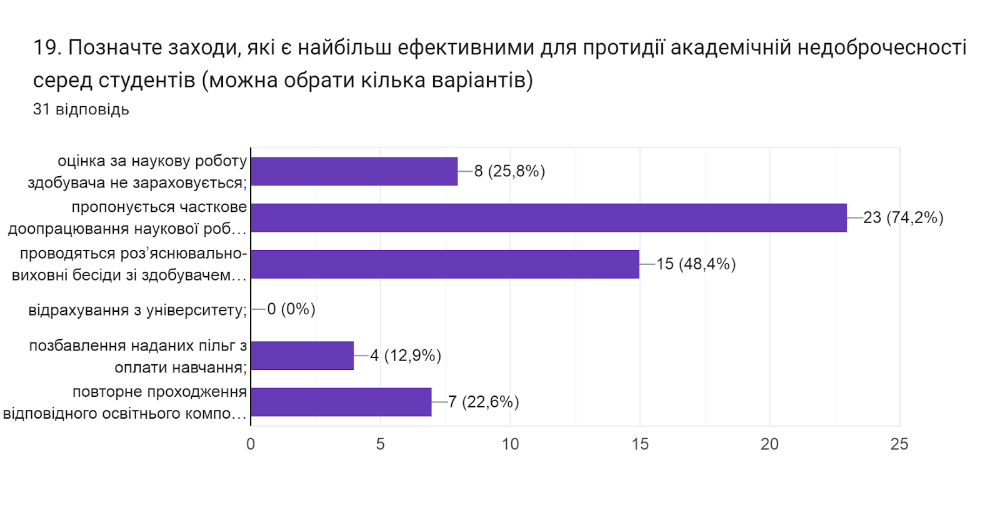 19. Позначте заходи, які є найбільш ефективними для протидії академічній недоброчесності
серед студентів (можна обрати кілька варіантів)
31 відповідь
оцінка за наукову роботу
здобувача не зараховується;
8 (25,8%)
пропонується часткове
доопрацювання наукової роб…
23 (74,2%)
проводяться роз’яснювально-
виховні бесіди зі здобувачем…
15 (48,4%)
відрахування з університету;
0 (0%)
позбавлення наданих пільг з
оплати навчання;
4 (12,9%)
повторне проходження
відповідного освітнього компо…
7 (22,6%)
0 5 10 15 20 25